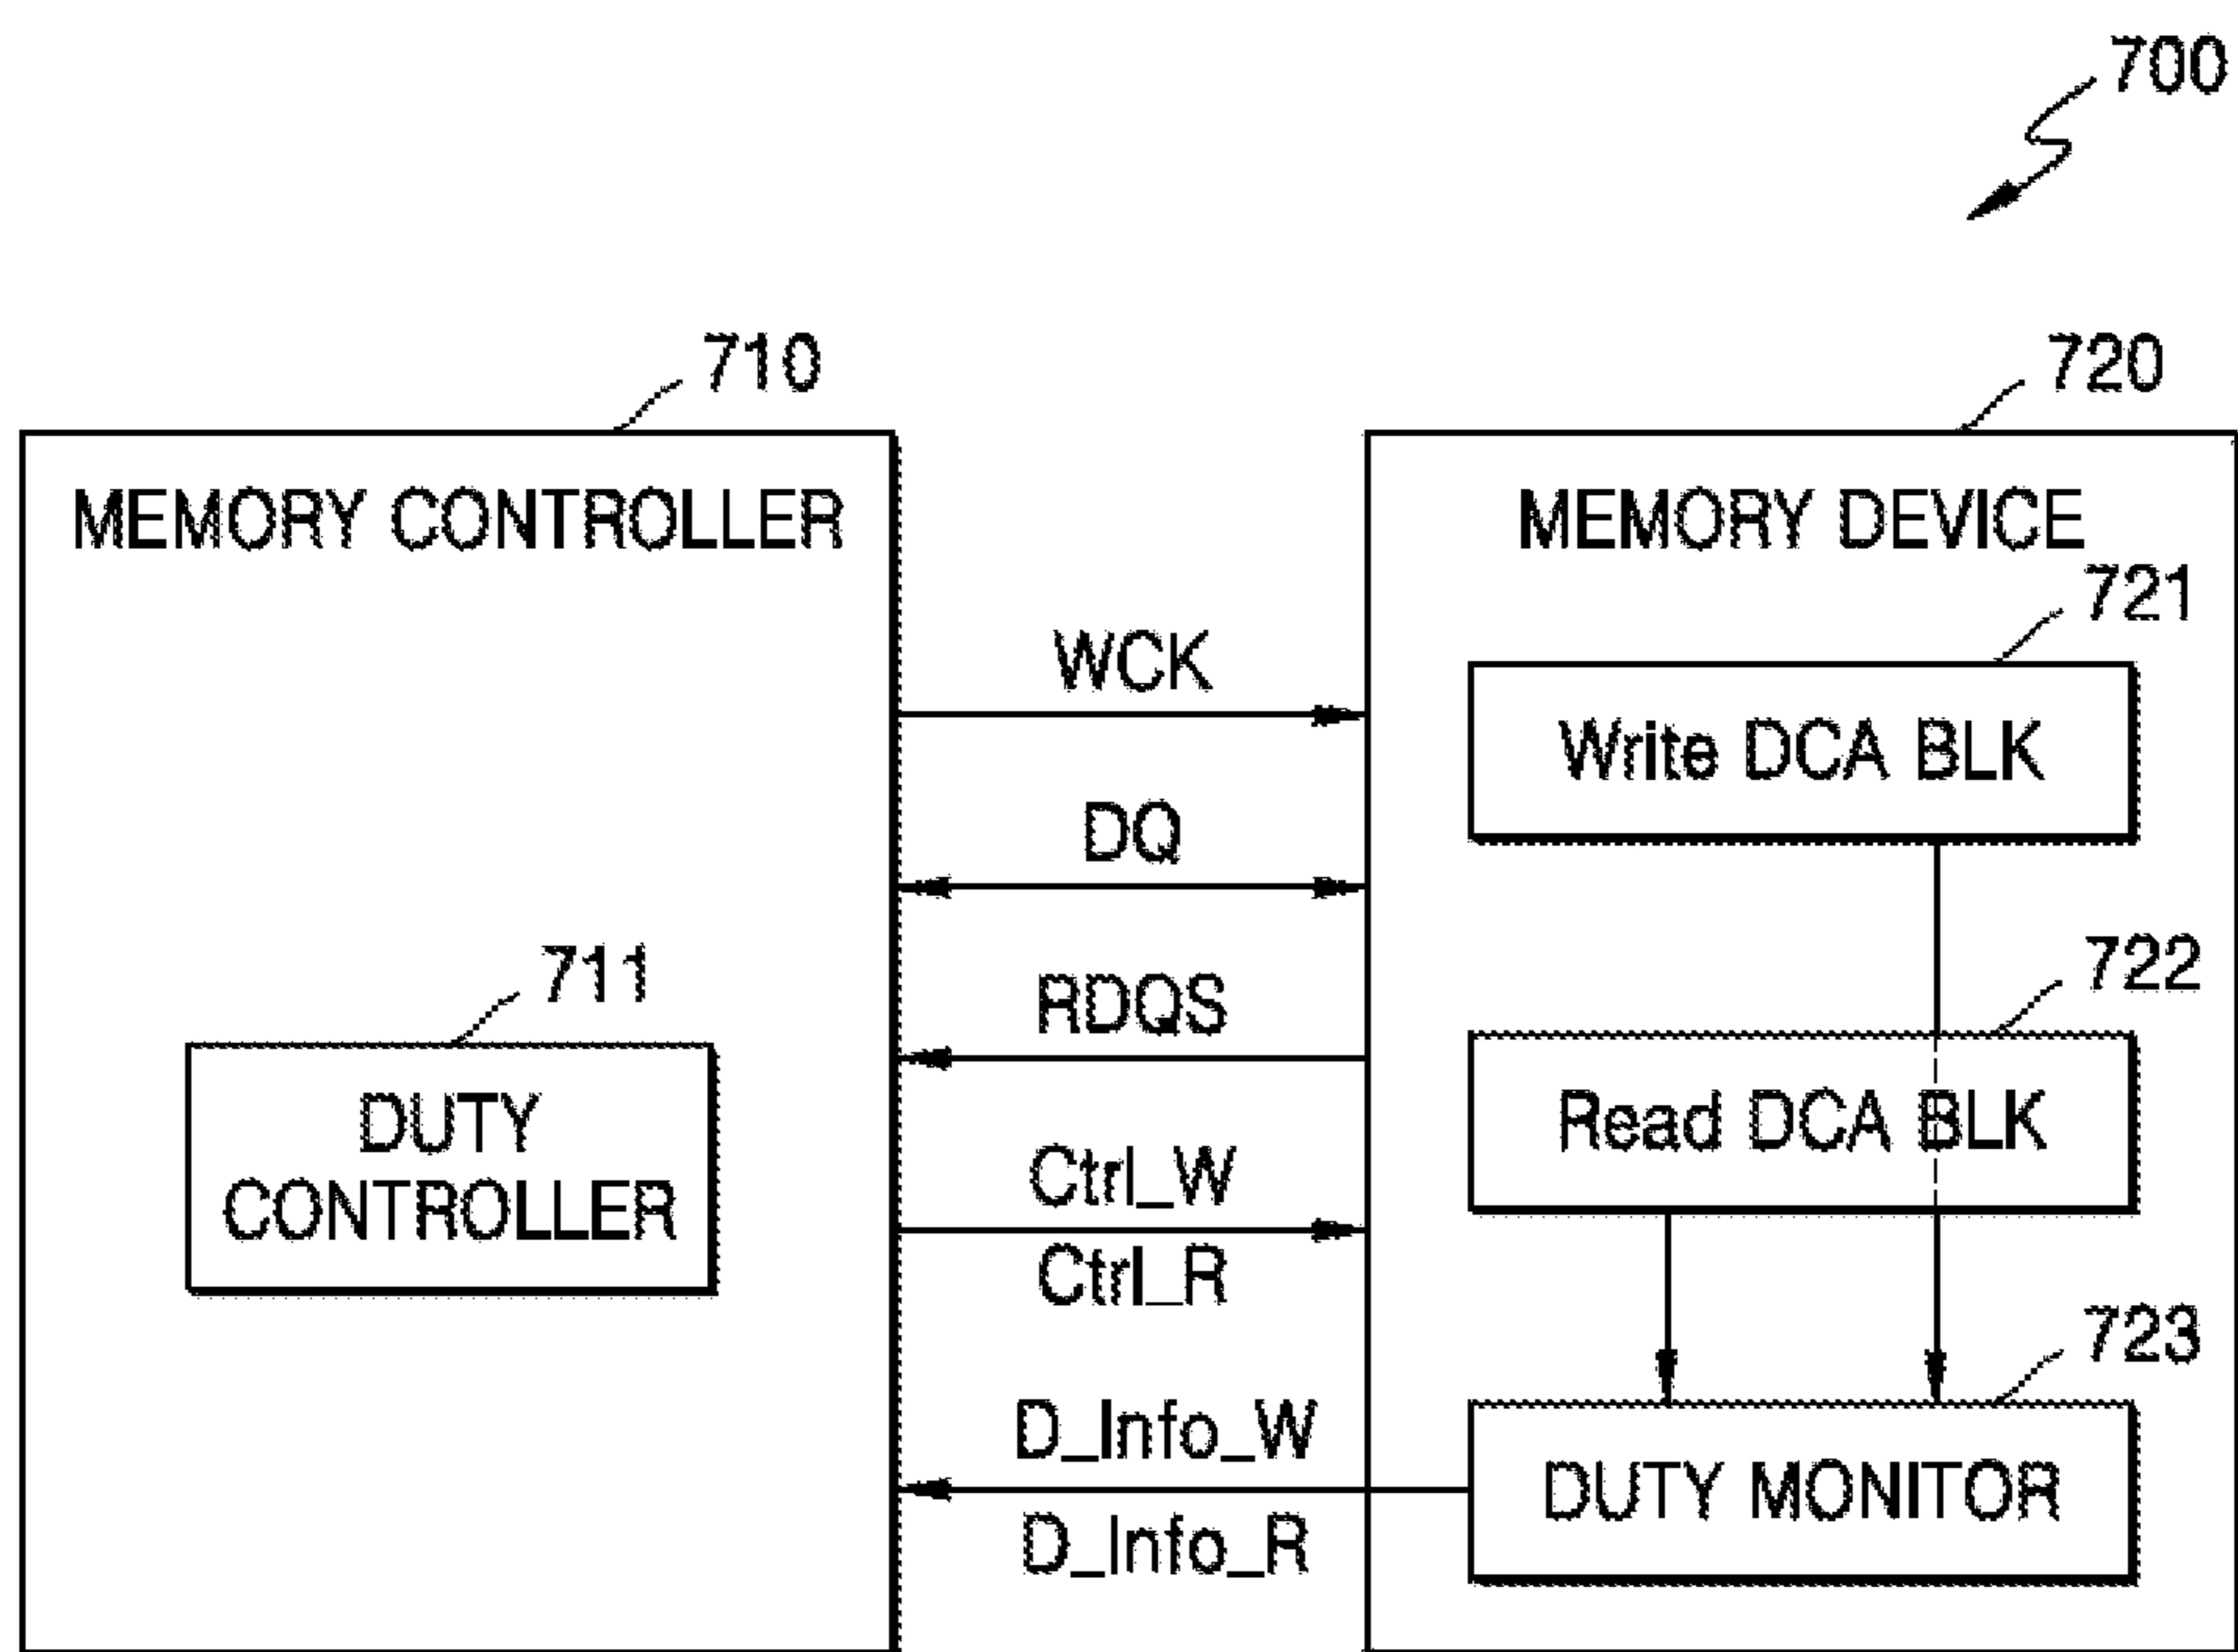 700
710
720
MEMORY CONTROLLER
MEMORY DEVICE
721
WCK
Write DCA BLK
DQ
711
722
RDQS
DUTY
CONTROLLER
Read DCA BLK
Ctrl_W
Ctrl_R
723
D_Info_W
DUTY MONITOR
D_Info_R